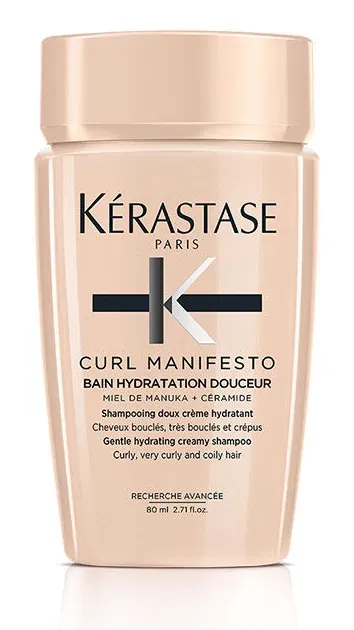 KÉRASTASE
PARIS
K
CURL MANIFESTO
BAIN HYDRATATION DOUCEUR
MIEL DE MANUKA + CÉRAMIDE
Shampooing doux crème hydratant
Cheveux bouclés, très bouclés et crépus
Gentle hydrating creamy shampoo
Curly, very curly and coily hair
RECHERCHE AVANCÉE
80 ml 2.71 fl.oz.